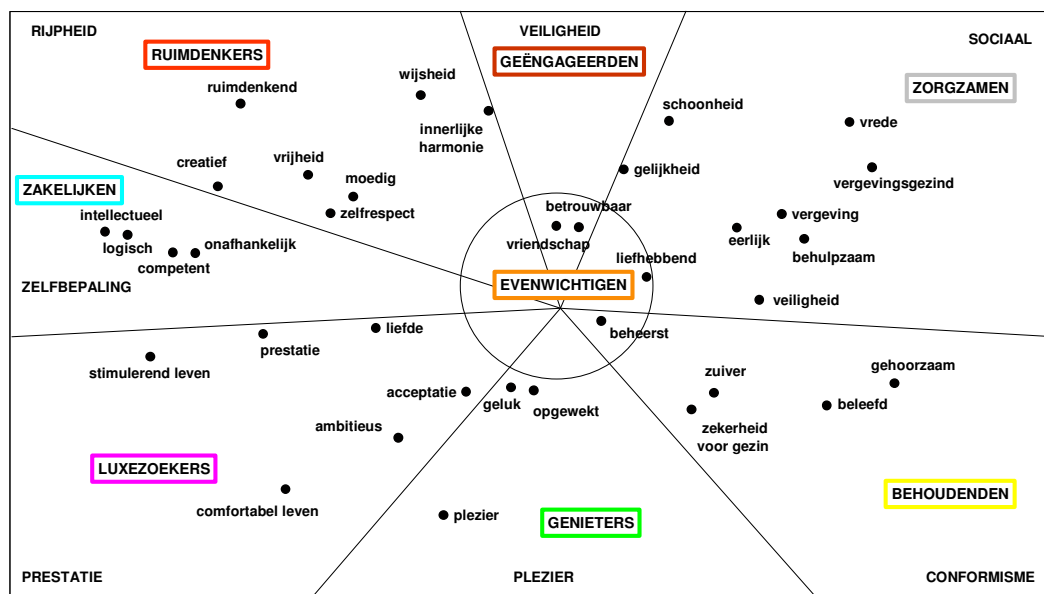 RIJPHEID
VEILIGHEID
SOCIAAL
RUIMDENKERS
GEËNGAGEERDEN
ZORGZAMEN
ruimdenkend
wijsheid
innerlijke
harmonie
schoonheid
vrede
creatief
vrijheid
moedig
zelfrespect
gelijkheid
vergevingsgezind
ZAKELIJKEN
intellectueel
logisch
competent
onafhankelijk
betrouwbaar
vriendschap
liefhebbend
eerlijk
vergeving
behulpzaam
ZELFBEPALING
EVENWICHTIGEN
veiligheid
beheerst
liefde
prestatie
stimulerend leven
acceptatie
geluk
opgewekt
zuiver
zekerheid
voor gezin
gehoorzaam
beleefd
ambitieus
LUXEZOEKERS
comfortabel leven
plezier
GENIETERS
BEHOUDENDEN
PRESTATIE
PLEZIER
CONFORMISME